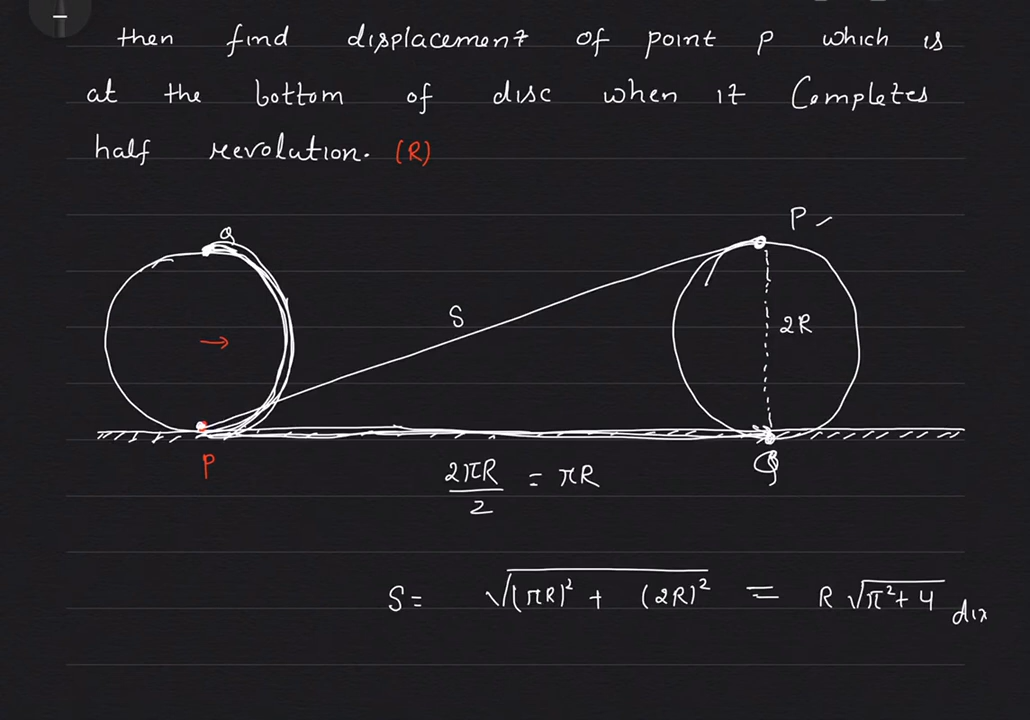 then find displacement of point p which is
at the bottom of disc when it Completes
half revolution. (R)
Q
P
S
2R
P
Q
2πR/2 = πR
S = √(πR)² + (2R)² = R √π² + 4